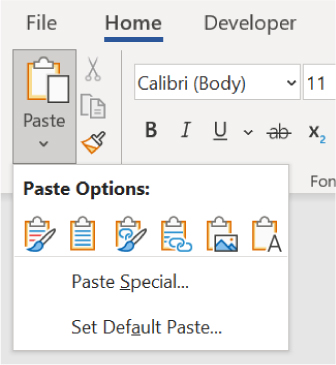 File Home Developer
Paste
Calibri (Body) 11
B I U ab x2
Paste Options:
A
Paste Special...
Set Default Paste...